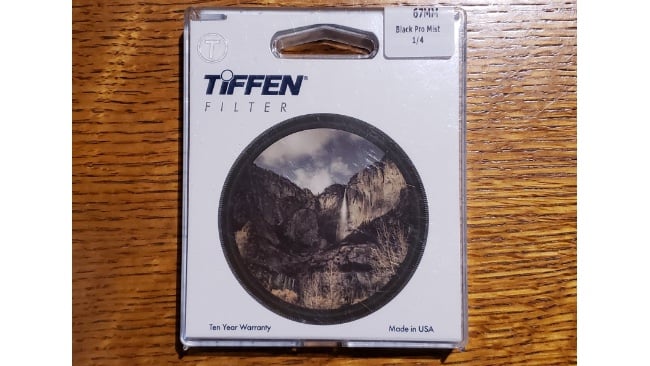 67MM
Black Pro Mist
1/4
T
TIFFEN®
FILTER
Ten Year Warranty
Made in USA